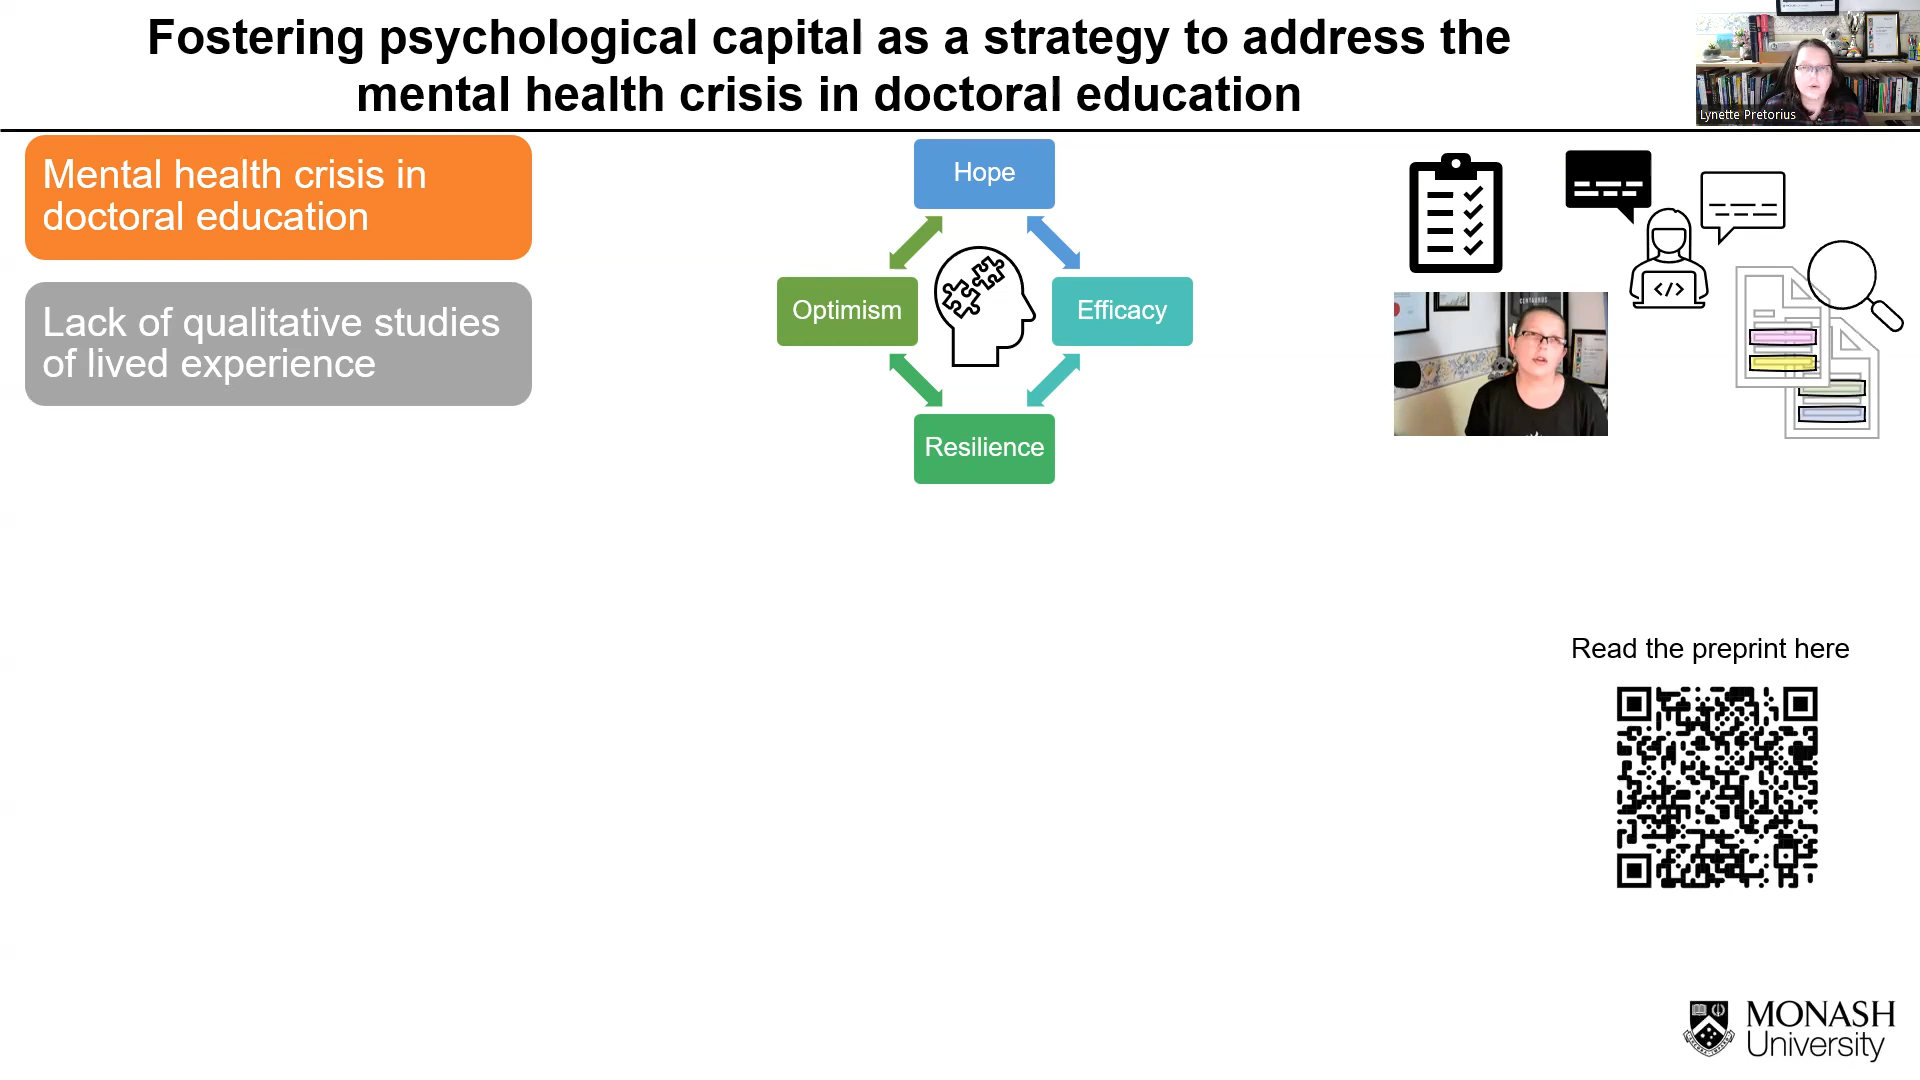 Fostering psychological capital as a strategy to address the
mental health crisis in doctoral education
Lynette Pretorius
Mental health crisis in
doctoral education
Lack of qualitative studies
of lived experience
Hope
Optimism
Efficacy
Resilience
</>
CENTAURUS
Read the preprint here
MONASH
University